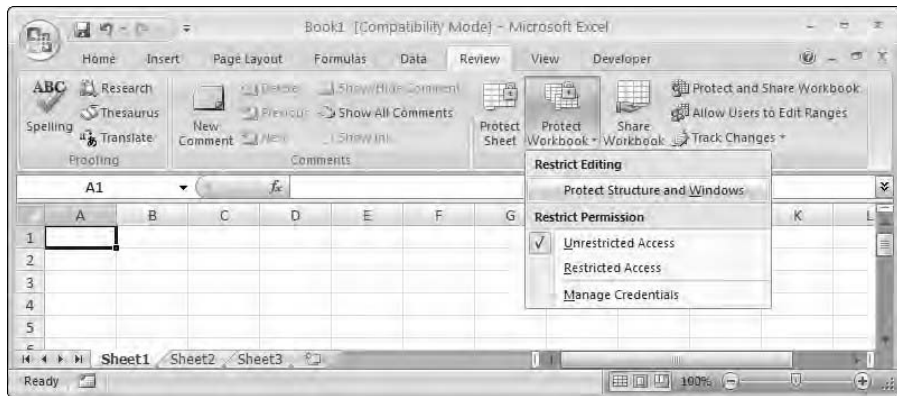 Book1 [Compatibility Mode] - Microsoft Excel
Home Insert Page Layout Formulas Data Review View Developer
ABC Research Delete Show/Hide Comment Protect and Share Workbook
Thesaurus Previous Show All Comments Allow Users to Edit Ranges
Spelling Translate New Comment Next Show Ink Protect Sheet Protect Workbook Share Workbook Track Changes
Proofing Comments
Restrict Editing
A1 fx Protect Structure and Windows
A B C D E F G Restrict Permission K L
1 Unrestricted Access
2 Restricted Access
3 Manage Credentials
4
5
6
Sheet1 Sheet2 Sheet3
Ready 100%